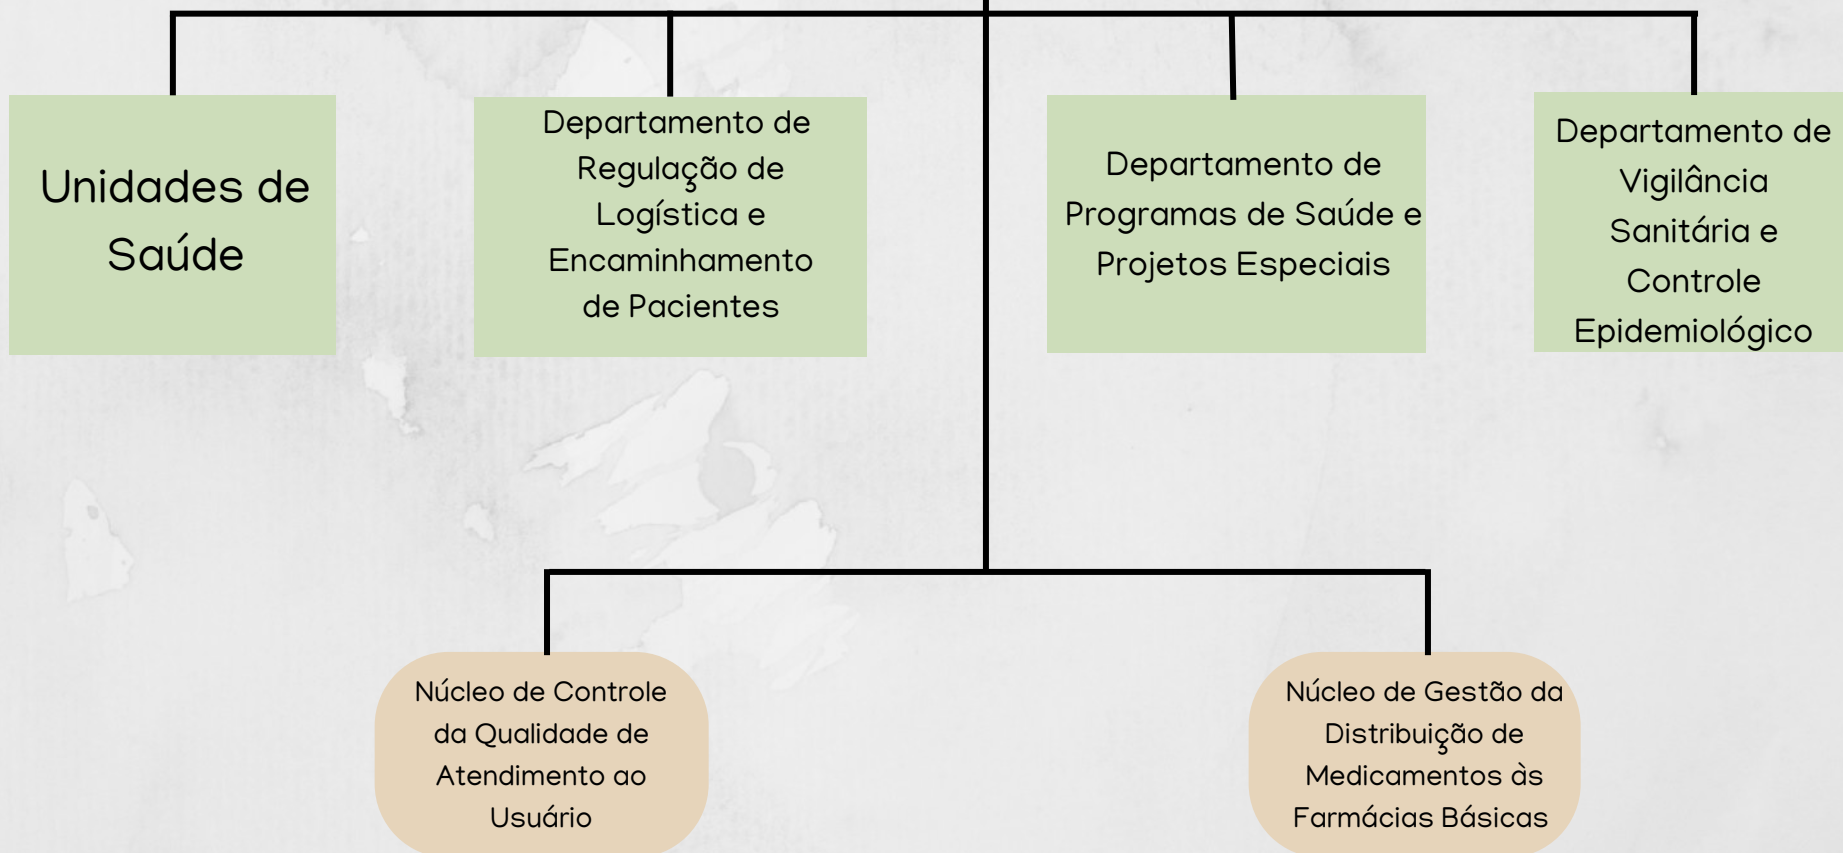 Unidades de
Saúde
Departamento de
Regulação de
Logística e
Encaminhamento
de Pacientes
Departamento de
Programas de Saúde e
Projetos Especiais
Departamento de
Vigilância
Sanitária e
Controle
Epidemiológico
Núcleo de Controle
da Qualidade de
Atendimento ao
Usuário
Núcleo de Gestão da
Distribuição de
Medicamentos às
Farmácias Básicas